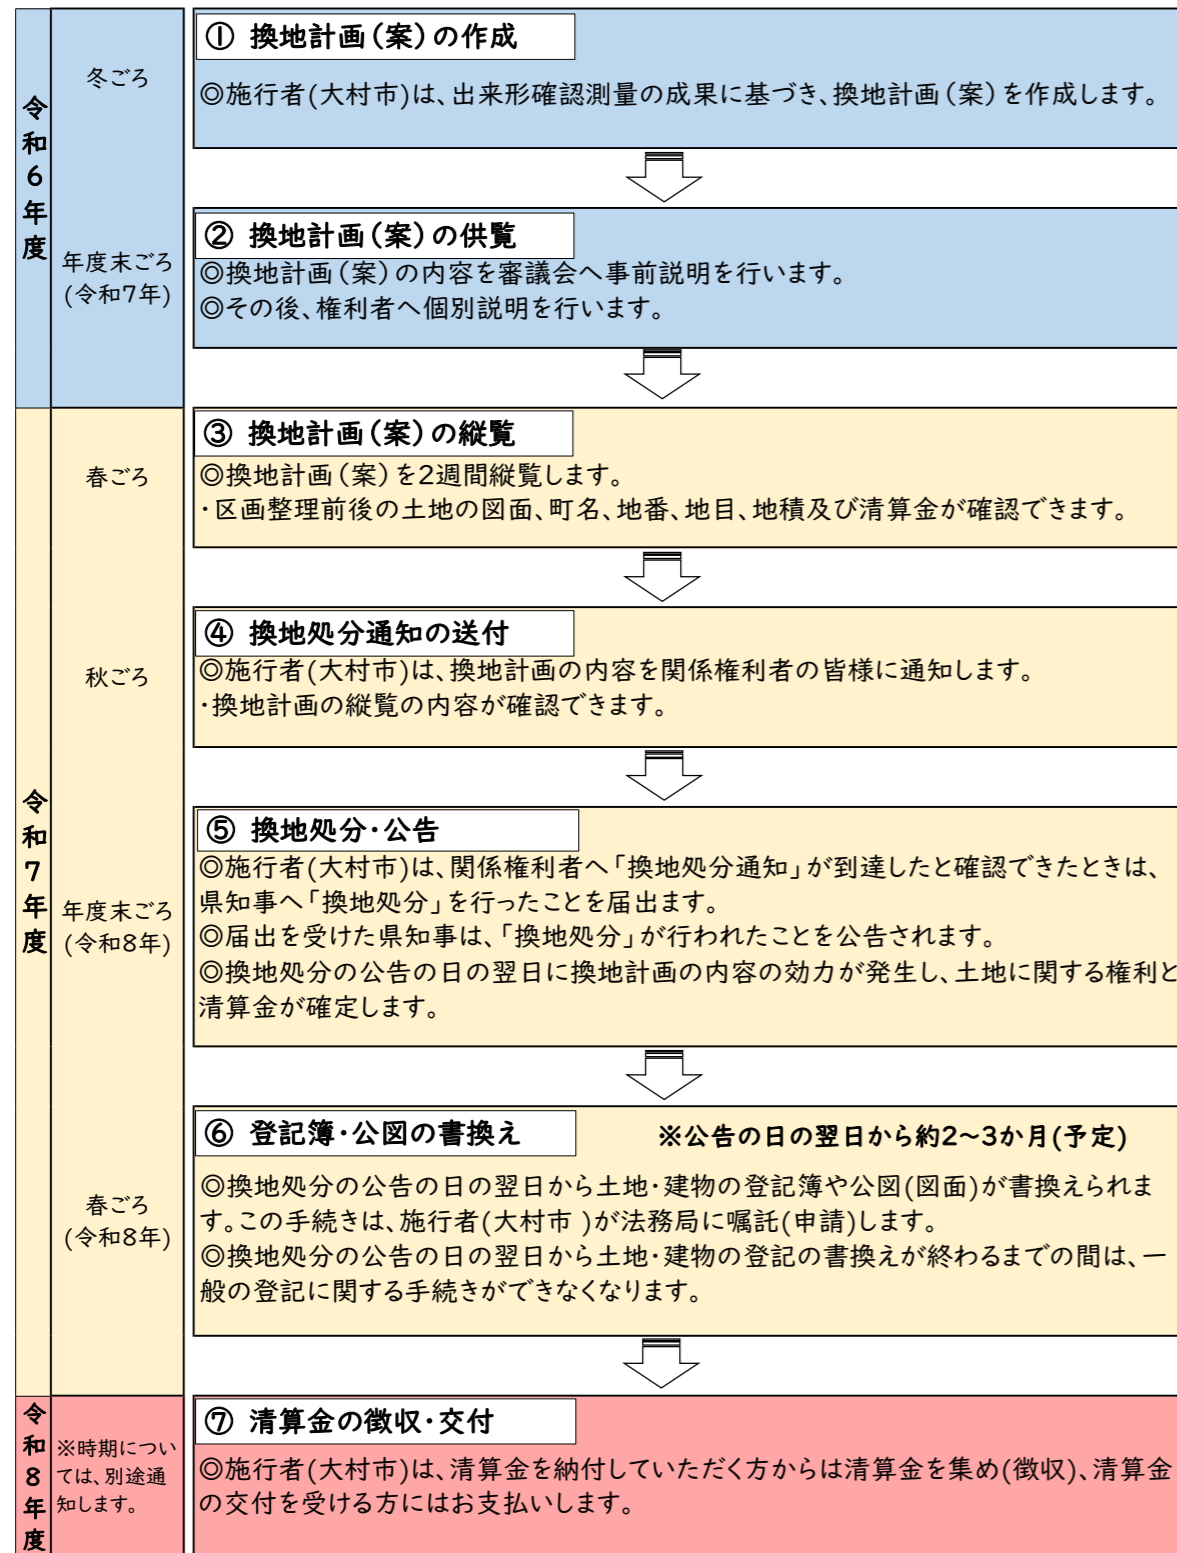 令和6年度
冬ごろ
① 換地計画(案)の作成
◎施行者(大村市)は、出来形確認測量の成果に基づき、換地計画(案)を作成します。
年度末ごろ
(令和7年)
② 換地計画(案)の供覧
◎換地計画(案)の内容を審議会へ事前説明を行います。
◎その後、権利者へ個別説明を行います。
令和7年度
春ごろ
③ 換地計画(案)の縦覧
◎換地計画(案)を2週間縦覧します。
・区画整理前後の土地の図面、町名、地番、地目、地積及び清算金が確認できます。
秋ごろ
④ 換地処分通知の送付
◎施行者(大村市)は、換地計画の内容を関係権利者の皆様に通知します。
・換地計画の縦覧の内容が確認できます。
年度末ごろ
(令和8年)
⑤ 換地処分・公告
◎施行者(大村市)は、関係権利者へ「換地処分通知」が到達したと確認できたときは、
県知事へ「換地処分」を行ったことを届出ます。
◎届出を受けた県知事は、「換地処分」が行われたことを公告されます。
◎換地処分の公告の日の翌日に換地計画の内容の効力が発生し、土地に関する権利と
清算金が確定します。
春ごろ
(令和8年)
⑥ 登記簿・公図の書換え
※公告の日の翌日から約2~3か月(予定)
◎換地処分の公告の日の翌日から土地・建物の登記簿や公図(図面)が書換えられま
す。この手続きは、施行者(大村市 )が法務局に嘱託(申請)します。
◎換地処分の公告の日の翌日から土地・建物の登記の書換えが終わるまでの間は、一
般の登記に関する手続きができなくなります。
令和8年度
※時期につい
ては、別途通
知します。
⑦ 清算金の徴収・交付
◎施行者(大村市)は、清算金を納付していただく方からは清算金を集め(徴収)、清算金
の交付を受ける方にはお支払いします。